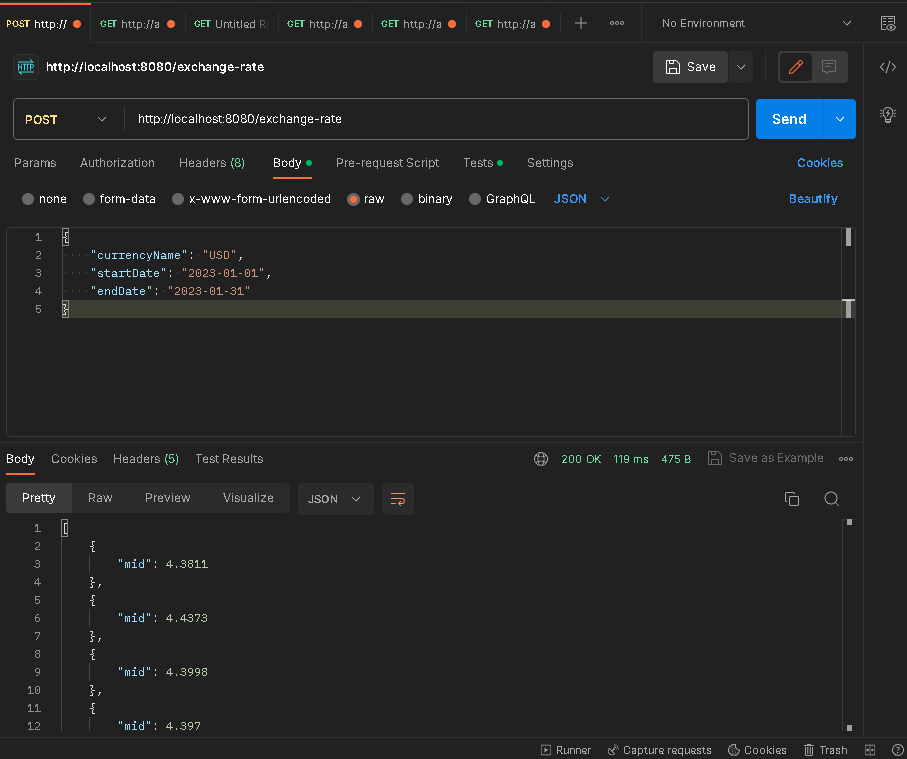 POST http:// GET http://a GET Untitled R GET http://a GET http://a GET http://a No Environment
HTTP http://localhost:8080/exchange-rate Save
POST http://localhost:8080/exchange-rate Send
Params Authorization Headers (8) Body Pre-request Script Tests Settings Cookies
none form-data x-www-form-urlencoded raw binary GraphQL JSON Beautify
1 {
2 "currencyName": "USD",
3 "startDate": "2023-01-01",
4 "endDate": "2023-01-31"
5 }
Body Cookies Headers (5) Test Results 200 OK 119 ms 475 B Save as Example
Pretty Raw Preview Visualize JSON
1 [
2 {
3 "mid": 4.3811
4 },
5 {
6 "mid": 4.4373
7 },
8 {
9 "mid": 4.3998
10 },
11 {
12 "mid": 4.397
Runner Capture requests Cookies Trash